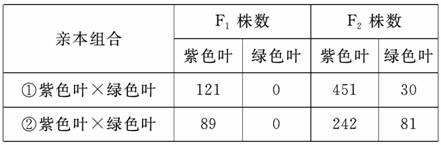 亲本组合 F₁ 株数 F₂ 株数
紫色叶 绿色叶 紫色叶 绿色叶
①紫色叶×绿色叶 121 0 451 30
②紫色叶×绿色叶 89 0 242 81